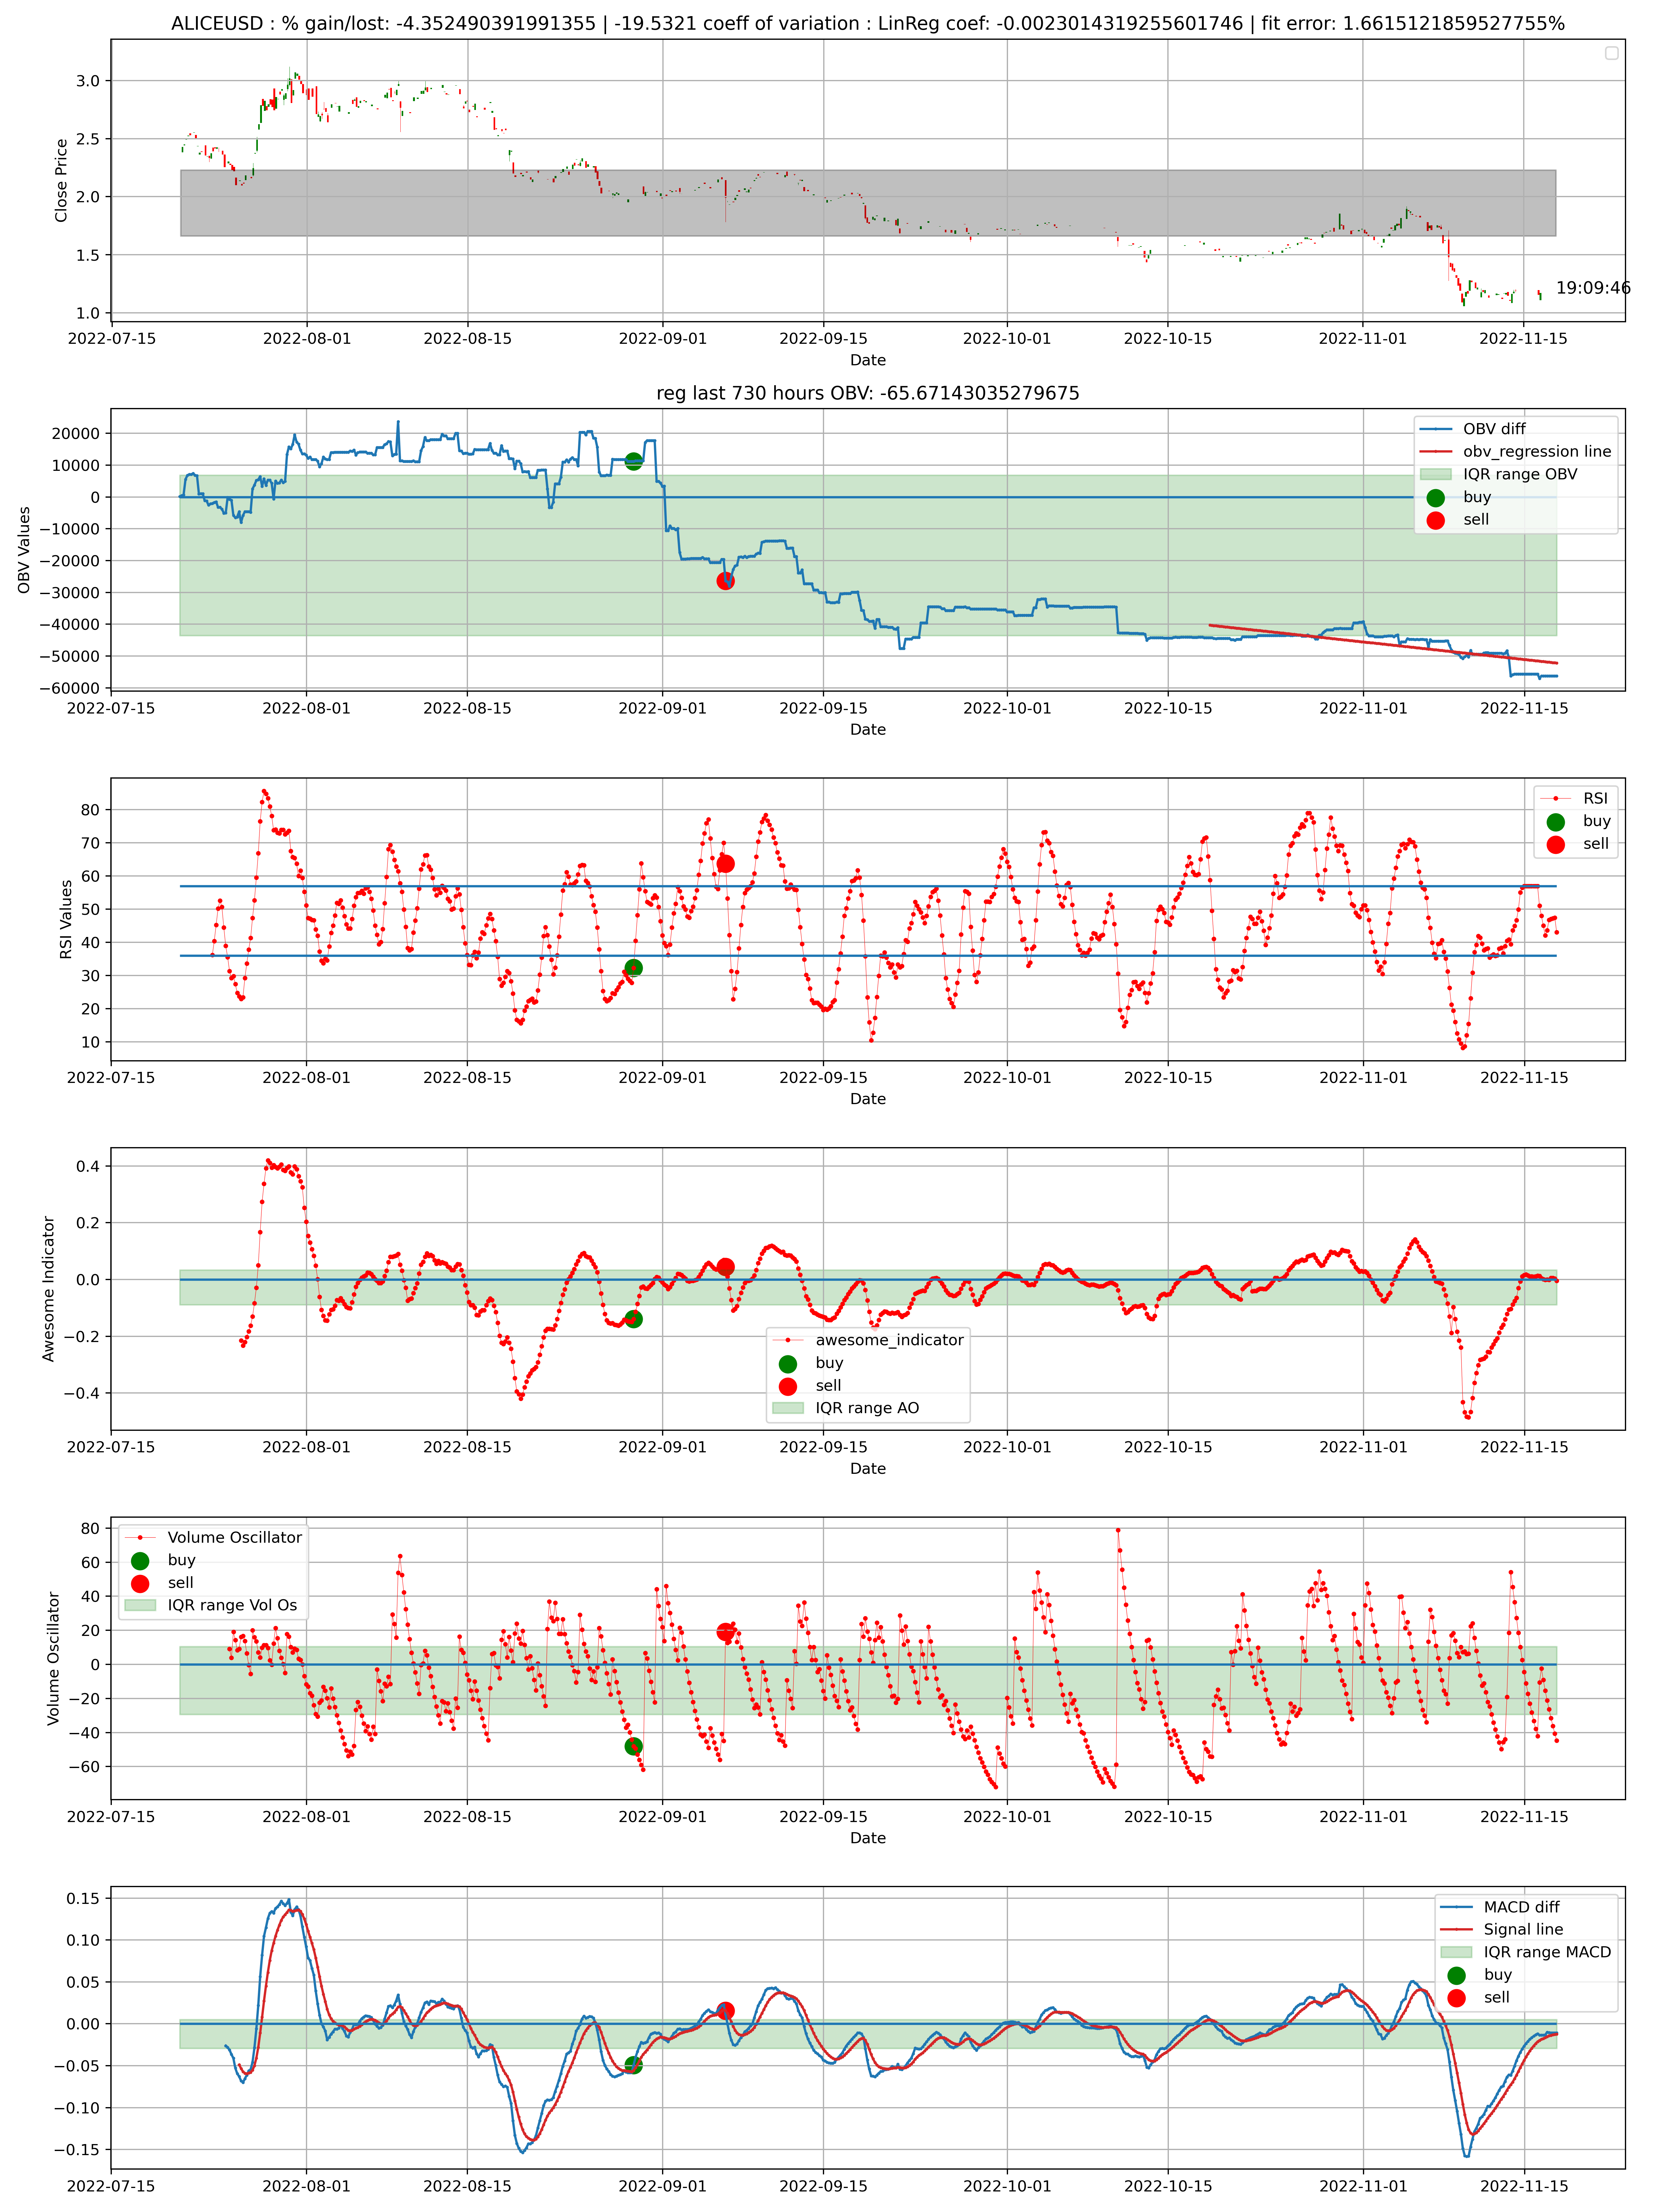 ALICEUSD : % gain/lost: -4.352490391991355 | -19.5321 coeff of variation : LinReg coef: -0.0023014319255601746 | fit error: 1.6615121859527755%
Close Price
3.0
2.5
2.0
1.5
1.0
19:09:46
2022-07-15 2022-08-01 2022-08-15 2022-09-01 2022-09-15 2022-10-01 2022-10-15 2022-11-01 2022-11-15
Date
reg last 730 hours OBV: -65.67143035279675
OBV Values
20000
10000
0
−10000
−20000
−30000
−40000
−50000
−60000
OBV diff
obv_regression line
IQR range OBV
buy
sell
2022-07-15 2022-08-01 2022-08-15 2022-09-01 2022-09-15 2022-10-01 2022-10-15 2022-11-01 2022-11-15
Date
RSI Values
80
70
60
50
40
30
20
10
RSI
buy
sell
2022-07-15 2022-08-01 2022-08-15 2022-09-01 2022-09-15 2022-10-01 2022-10-15 2022-11-01 2022-11-15
Date
Awesome Indicator
0.4
0.2
0.0
−0.2
−0.4
awesome_indicator
buy
sell
IQR range AO
2022-07-15 2022-08-01 2022-08-15 2022-09-01 2022-09-15 2022-10-01 2022-10-15 2022-11-01 2022-11-15
Date
Volume Oscillator
80
60
40
20
0
−20
−40
−60
Volume Oscillator
buy
sell
IQR range Vol Os
2022-07-15 2022-08-01 2022-08-15 2022-09-01 2022-09-15 2022-10-01 2022-10-15 2022-11-01 2022-11-15
Date
0.15
0.10
0.05
0.00
−0.05
−0.10
−0.15
MACD diff
Signal line
IQR range MACD
buy
sell
2022-07-15 2022-08-01 2022-08-15 2022-09-01 2022-09-15 2022-10-01 2022-10-15 2022-11-01 2022-11-15